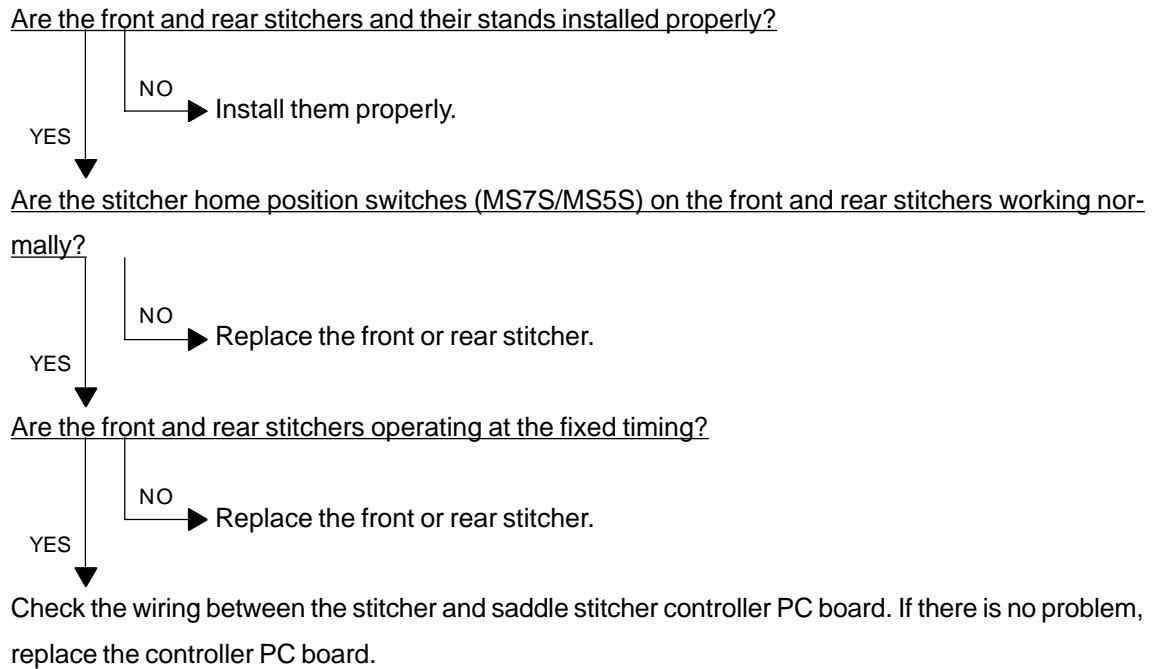 Are the front and rear stitchers and their stands installed properly?
NO
Install them properly.
YES
Are the stitcher home position switches (MS7S/MS5S) on the front and rear stitchers working nor-
mally?
NO
Replace the front or rear stitcher.
YES
Are the front and rear stitchers operating at the fixed timing?
NO
Replace the front or rear stitcher.
YES
Check the wiring between the stitcher and saddle stitcher controller PC board. If there is no problem,
replace the controller PC board.